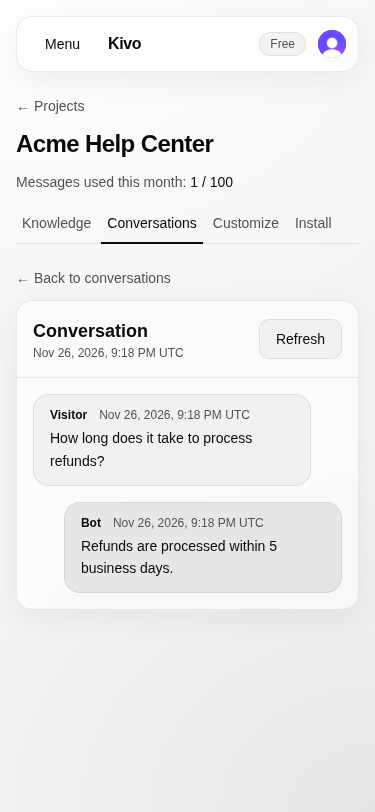 Menu Kivo Free
← Projects
Acme Help Center
Messages used this month: 1 / 100
Knowledge Conversations Customize Install
← Back to conversations
Conversation
Nov 26, 2026, 9:18 PM UTC
Refresh
Visitor Nov 26, 2026, 9:18 PM UTC
How long does it take to process
refunds?
Bot Nov 26, 2026, 9:18 PM UTC
Refunds are processed within 5
business days.